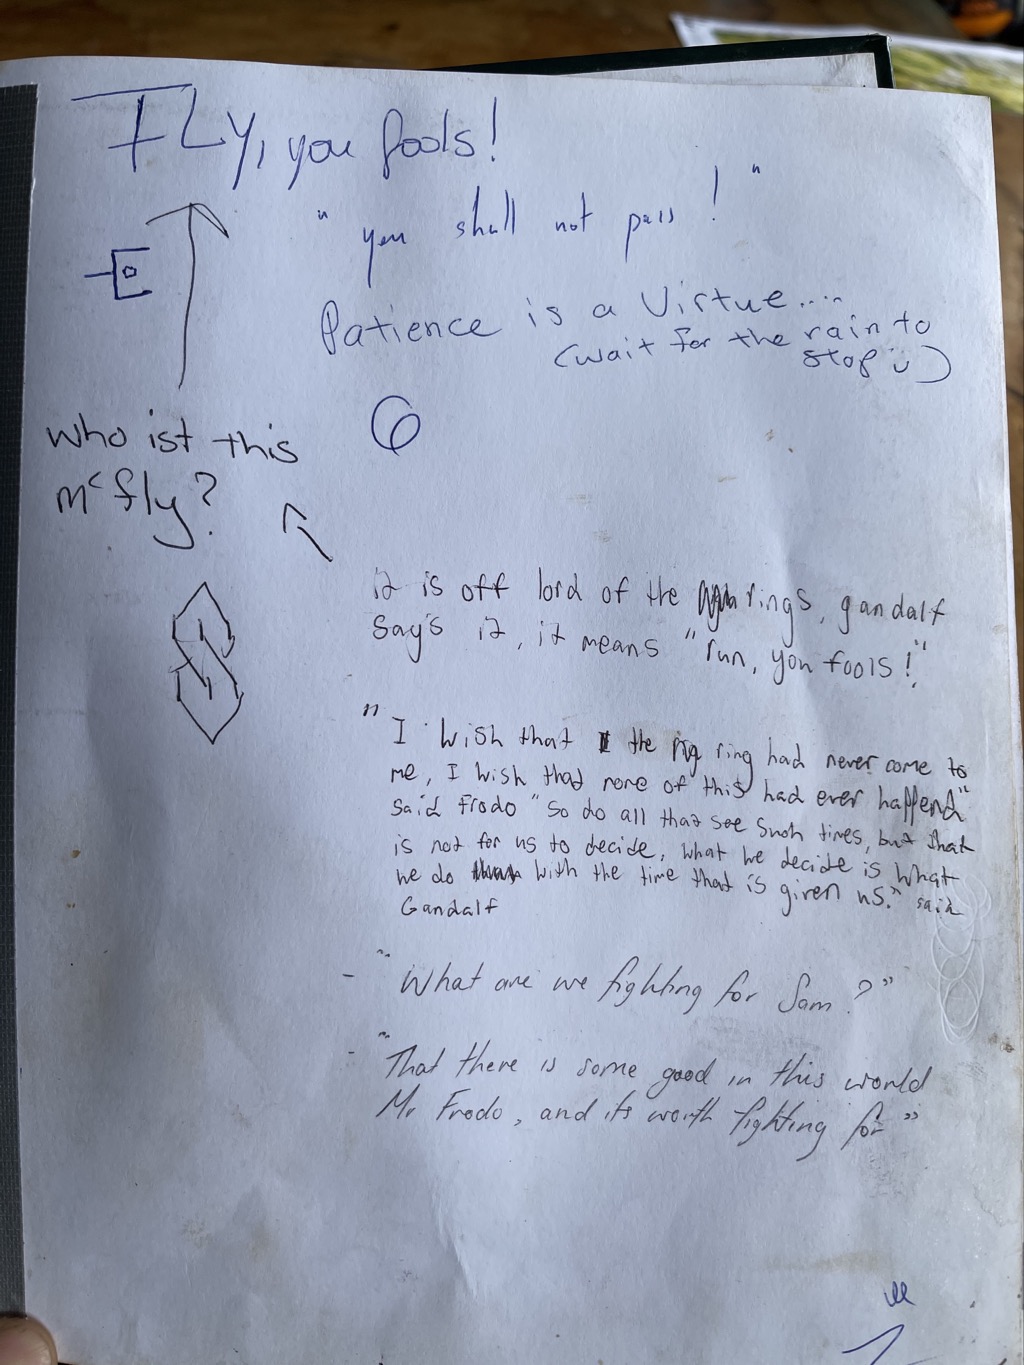 FLy, you fools!
"you shall not pass!"
Patience is a Virtue....
(wait for the rain to
stop ü)
who ist this
mc fly?
it is off lord of the rings, gandalf
say's it, it means "run, you fools!"
"I wish that the ring had never come to
me, I wish that none of this had ever happend"
said Frodo "So do all that see such times, but that
is not for us to decide, what we decide is what
we do with the time that is given us." said
Gandalf
- "What are we fighting for Sam?"
- "That there is some good in this world
Mr Frodo, and its worth fighting for"